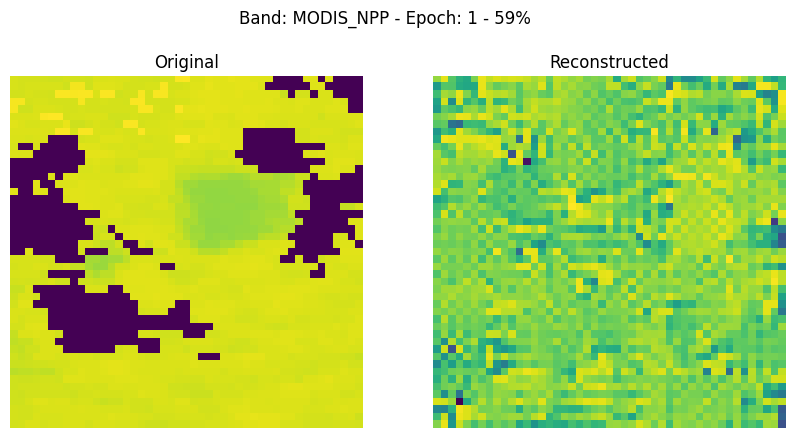 Band: MODIS_NPP - Epoch: 1 - 59%
Original
Reconstructed